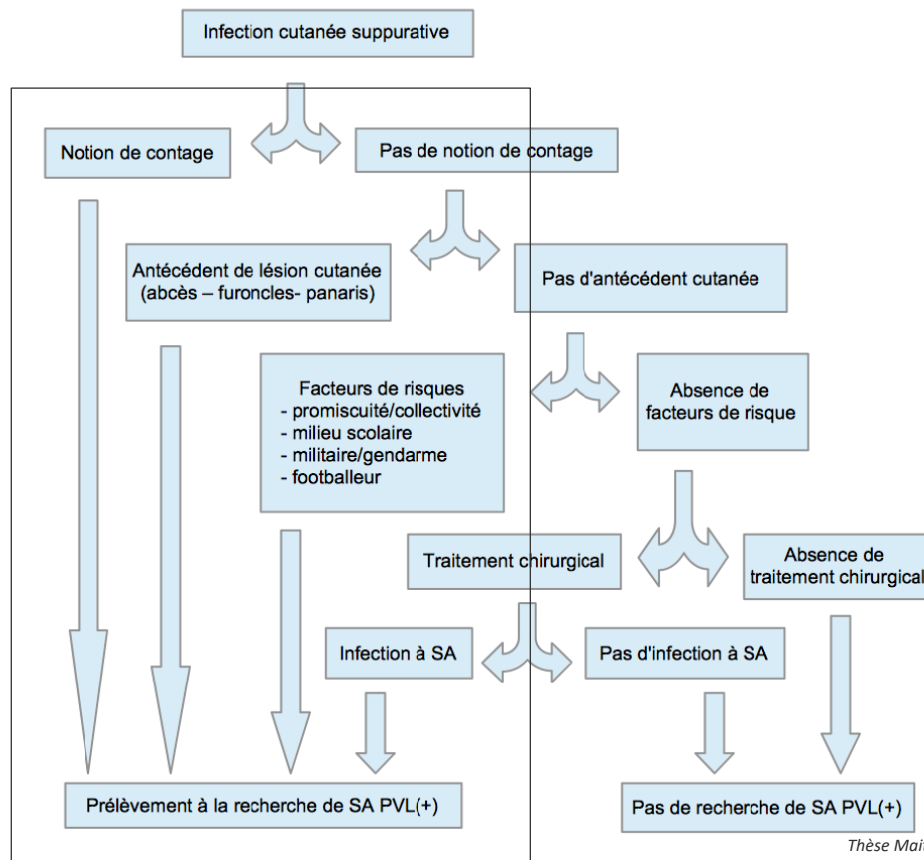 Infection cutanée suppurative
Notion de contage
Pas de notion de contage
Antécédent de lésion cutanée
(abcès – furoncles- panaris)
Pas d'antécédent cutanée
Facteurs de risques
- promiscuité/collectivité
- milieu scolaire
- militaire/gendarme
- footballeur
Absence de
facteurs de risque
Traitement chirurgical
Absence de
traitement chirurgical
Infection à SA
Pas d'infection à SA
Prélèvement à la recherche de SA PVL(+)
Pas de recherche de SA PVL(+)
Thèse Mai